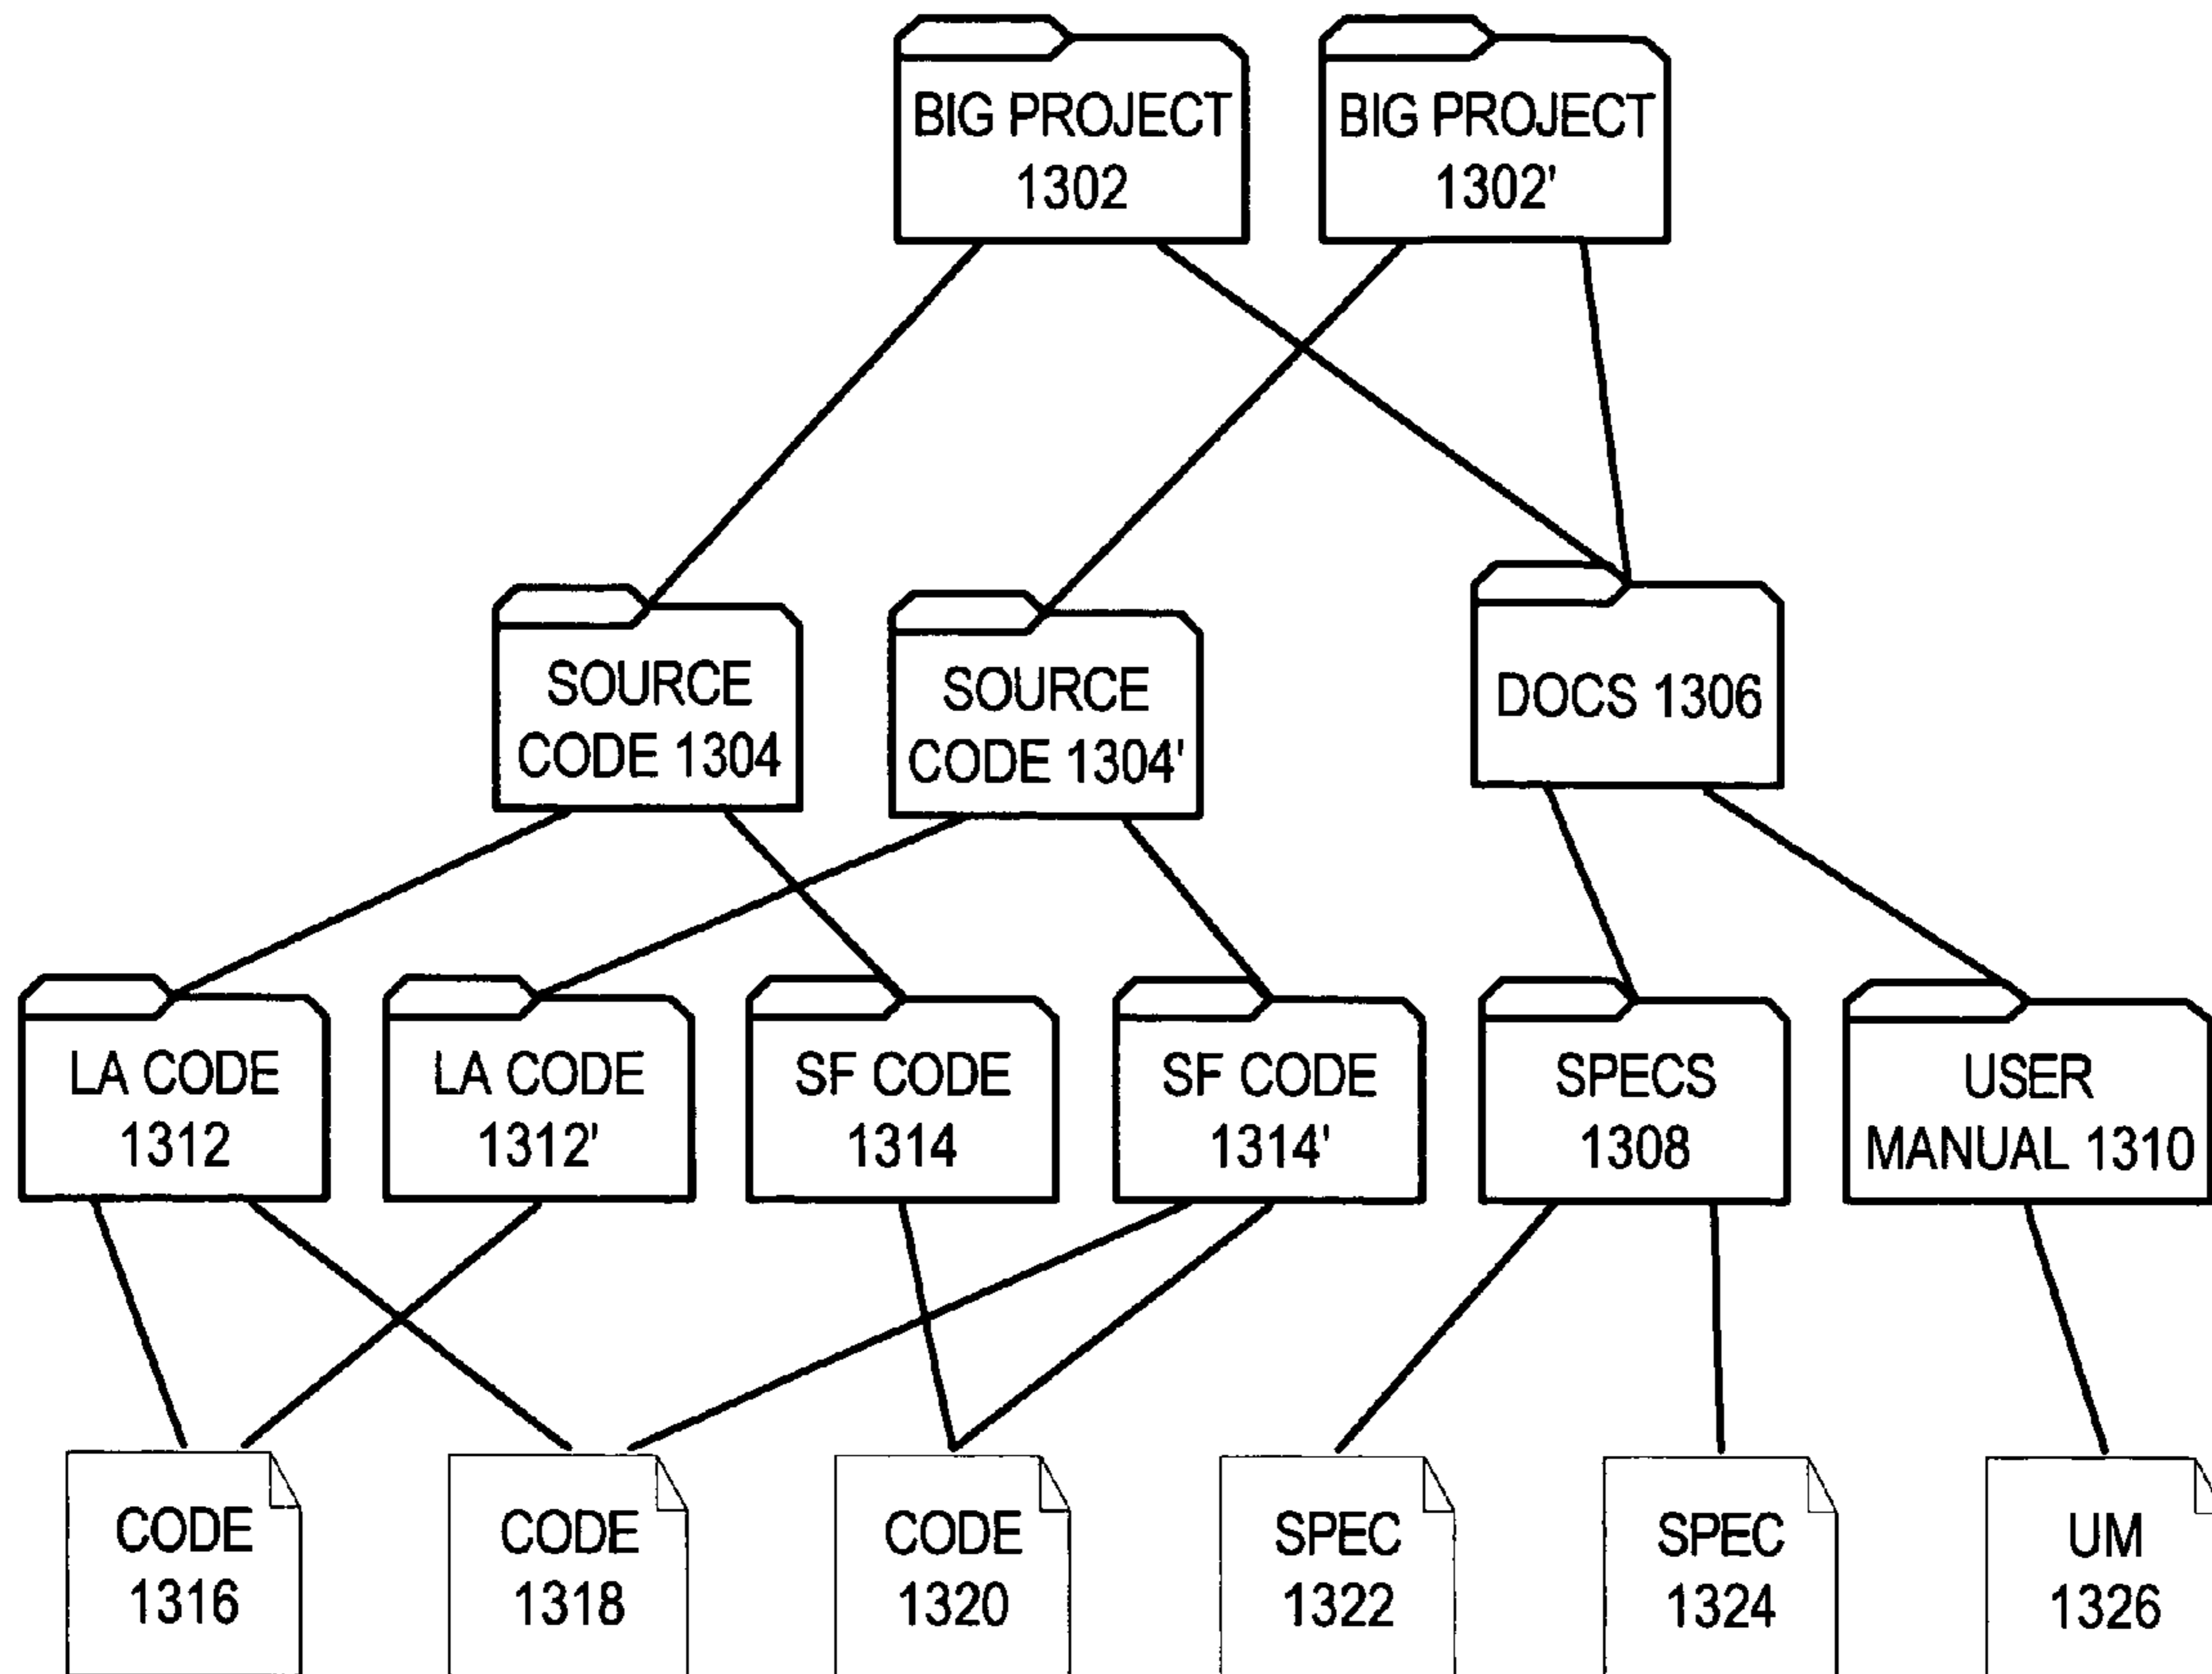 BIG PROJECT
1302
BIG PROJECT
1302'
SOURCE
CODE 1304
SOURCE
CODE 1304'
DOCS 1306
LA CODE
1312
LA CODE
1312'
SF CODE
1314
SF CODE
1314'
SPECS
1308
USER
MANUAL 1310
CODE
1316
CODE
1318
CODE
1320
SPEC
1322
SPEC
1324
UM
1326